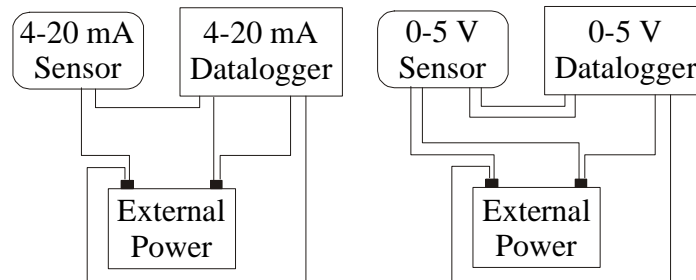 4-20 mA
Sensor
4-20 mA
Datalogger
External
Power
0-5 V
Sensor
0-5 V
Datalogger
External
Power